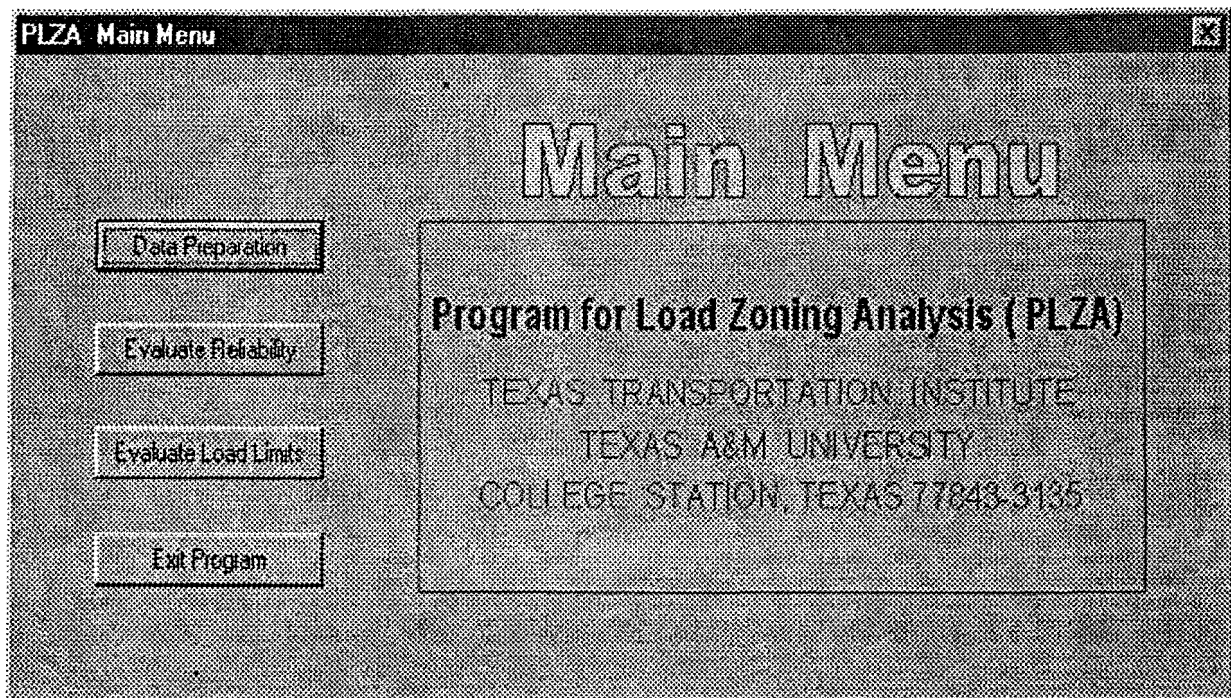 PLZA Main Menu
Main Menu
Data Preparation
Evaluate Reliability
Evaluate Load Limits
Exit Program
Program for Load Zoning Analysis ( PLZA)
TEXAS TRANSPORTATION INSTITUTE
TEXAS A&M UNIVERSITY
COLLEGE STATION, TEXAS 77843-3135